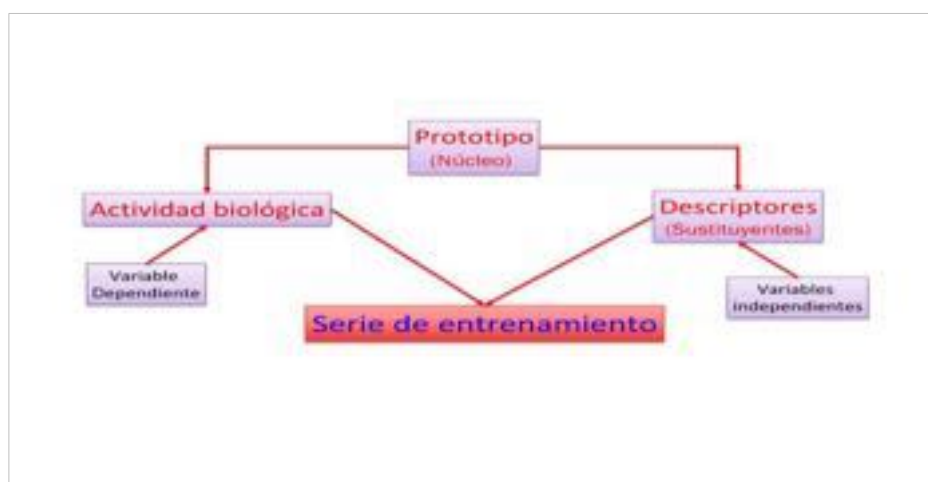 Prototipo
(Núcleo)
Actividad biológica
Descriptores
(Sustituyentes)
Variable
Dependiente
Variables
independientes
Serie de entrenamiento